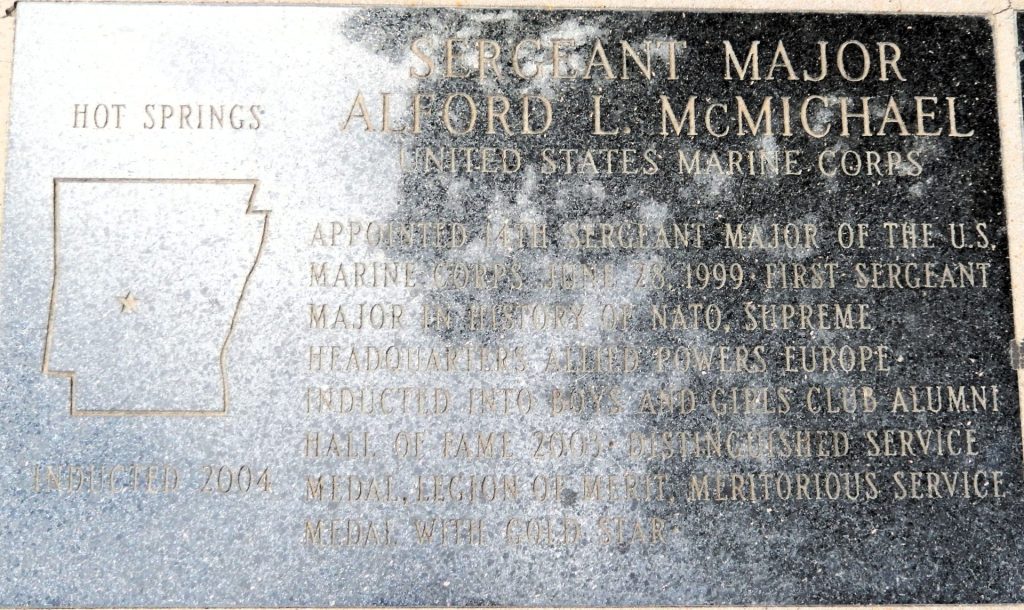 HOT SPRINGS
INDUCTED 2004
SERGEANT MAJOR
ALFORD L. McMICHAEL
UNITED STATES MARINE CORPS
APPOINTED 14TH SERGEANT MAJOR OF THE U.S.
MARINE CORPS JUNE 28, 1999 · FIRST SERGEANT
MAJOR IN HISTORY OF NATO, SUPREME
HEADQUARTERS ALLIED POWERS EUROPE ·
INDUCTED INTO BOYS AND GIRLS CLUB ALUMNI
HALL OF FAME 2003 · DISTINGUISHED SERVICE
MEDAL, LEGION OF MERIT, MERITORIOUS SERVICE
MEDAL WITH GOLD STAR